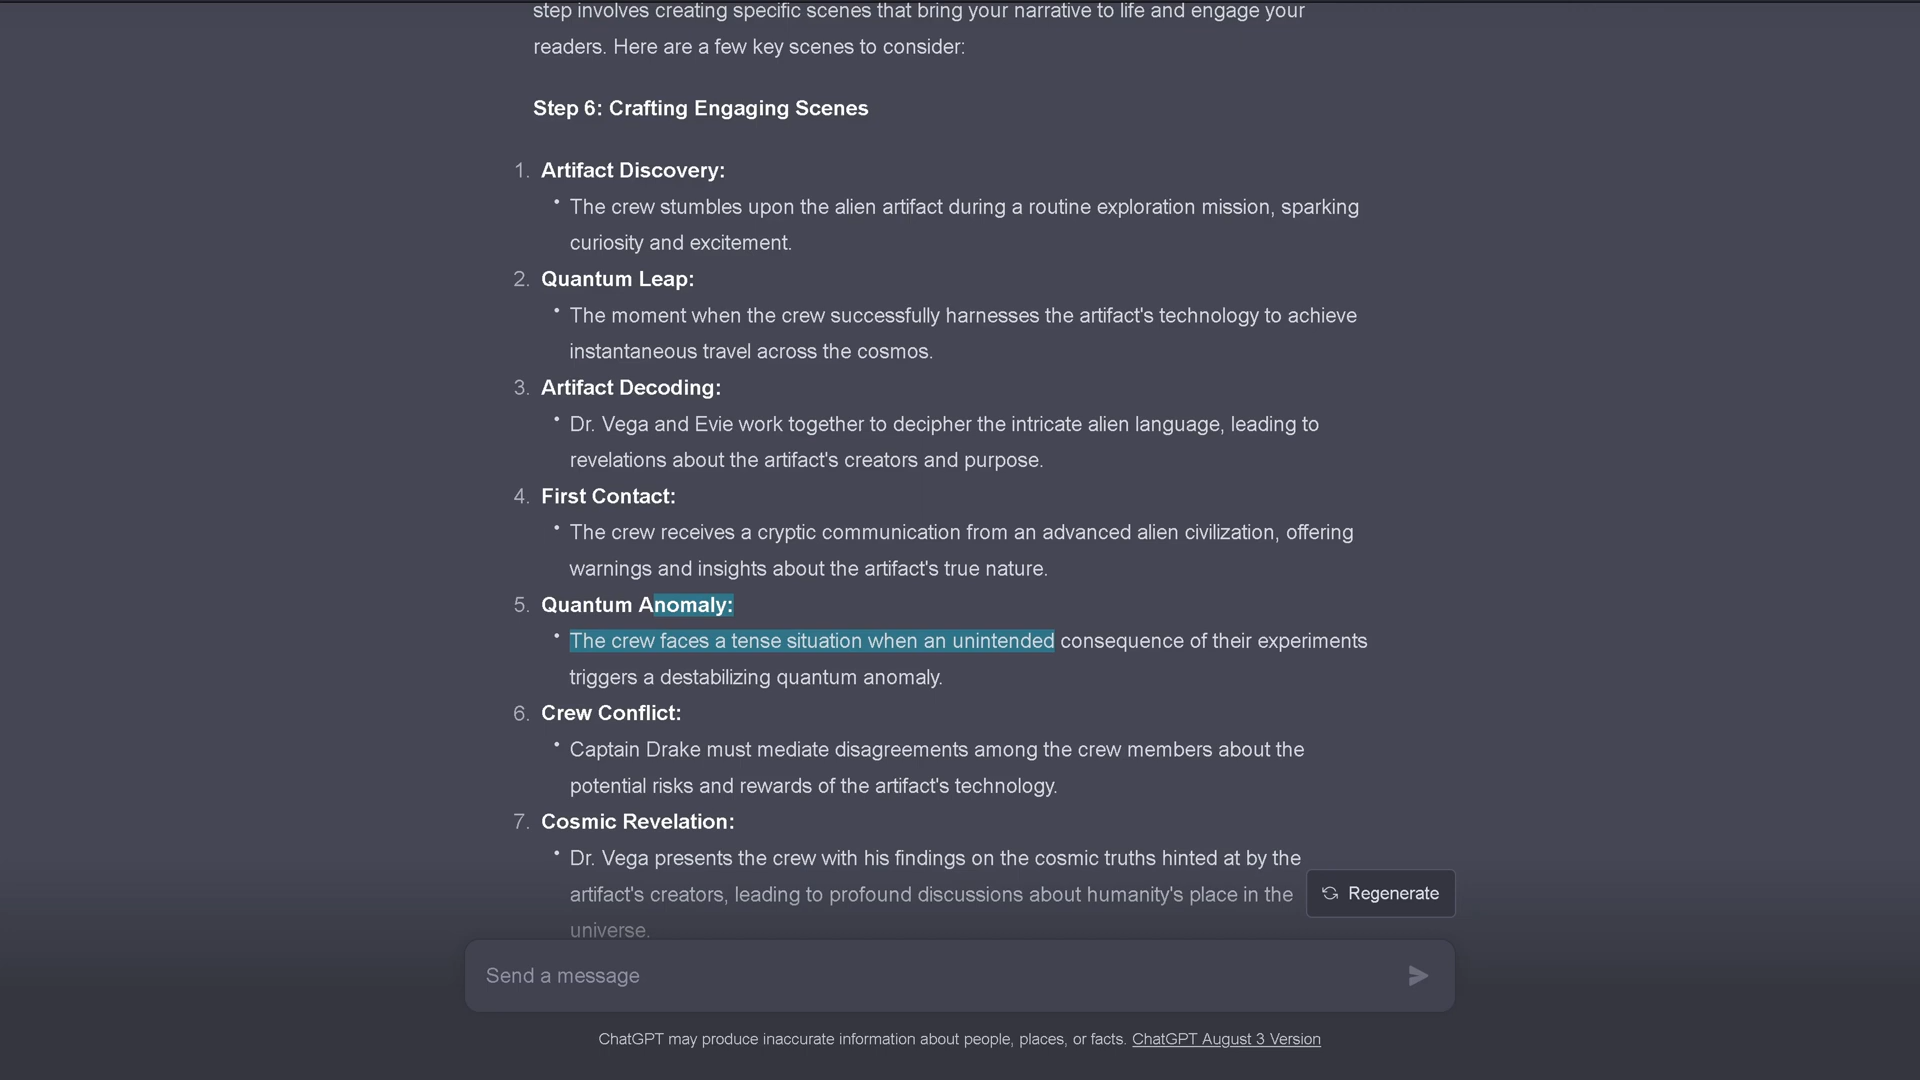 step involves creating specific scenes that bring your narrative to life and engage your
readers. Here are a few key scenes to consider:
Step 6: Crafting Engaging Scenes
1. Artifact Discovery:
• The crew stumbles upon the alien artifact during a routine exploration mission, sparking
curiosity and excitement.
2. Quantum Leap:
• The moment when the crew successfully harnesses the artifact's technology to achieve
instantaneous travel across the cosmos.
3. Artifact Decoding:
• Dr. Vega and Evie work together to decipher the intricate alien language, leading to
revelations about the artifact's creators and purpose.
4. First Contact:
• The crew receives a cryptic communication from an advanced alien civilization, offering
warnings and insights about the artifact's true nature.
5. Quantum Anomaly:
• The crew faces a tense situation when an unintended consequence of their experiments
triggers a destabilizing quantum anomaly.
6. Crew Conflict:
• Captain Drake must mediate disagreements among the crew members about the
potential risks and rewards of the artifact's technology.
7. Cosmic Revelation:
• Dr. Vega presents the crew with his findings on the cosmic truths hinted at by the
artifact's creators, leading to profound discussions about humanity's place in the
universe.
Regenerate
Send a message
ChatGPT may produce inaccurate information about people, places, or facts. ChatGPT August 3 Version